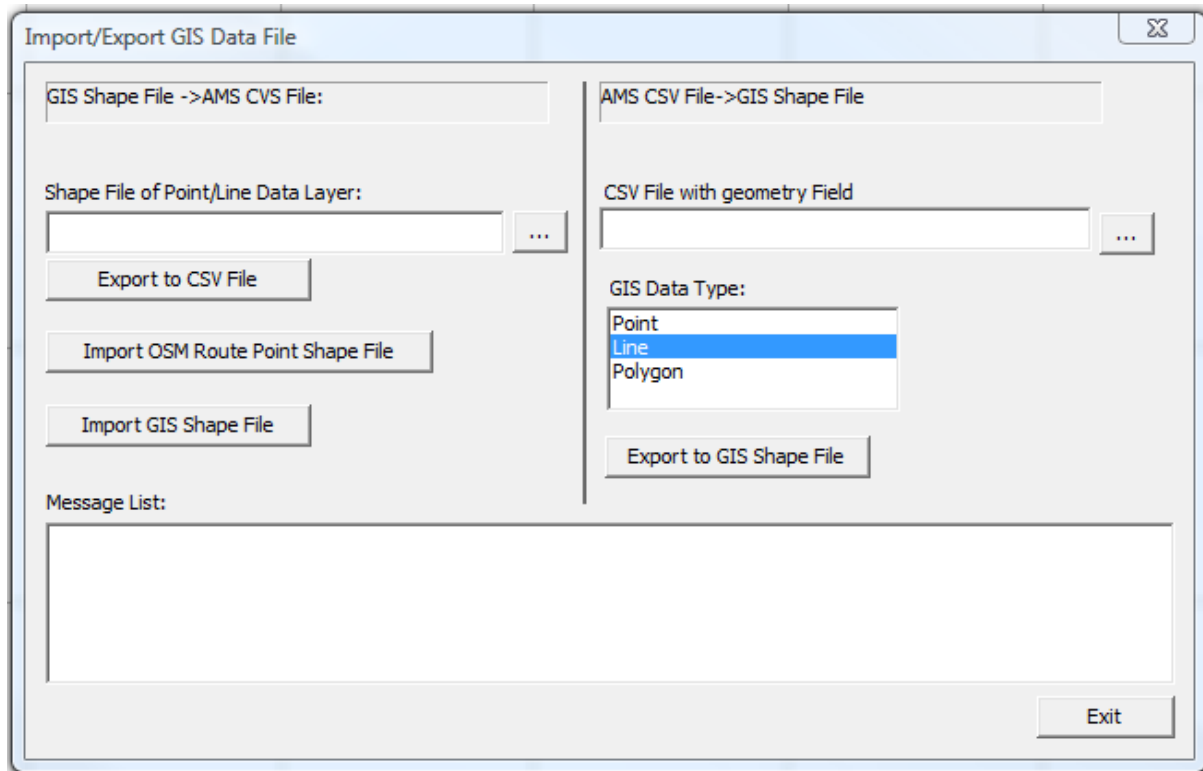 Import/Export GIS Data File
GIS Shape File ->AMS CVS File:
Shape File of Point/Line Data Layer:
...
Export to CSV File
Import OSM Route Point Shape File
Import GIS Shape File
AMS CSV File->GIS Shape File
CSV File with geometry Field
...
GIS Data Type:
Point
Line
Polygon
Export to GIS Shape File
Message List:
Exit